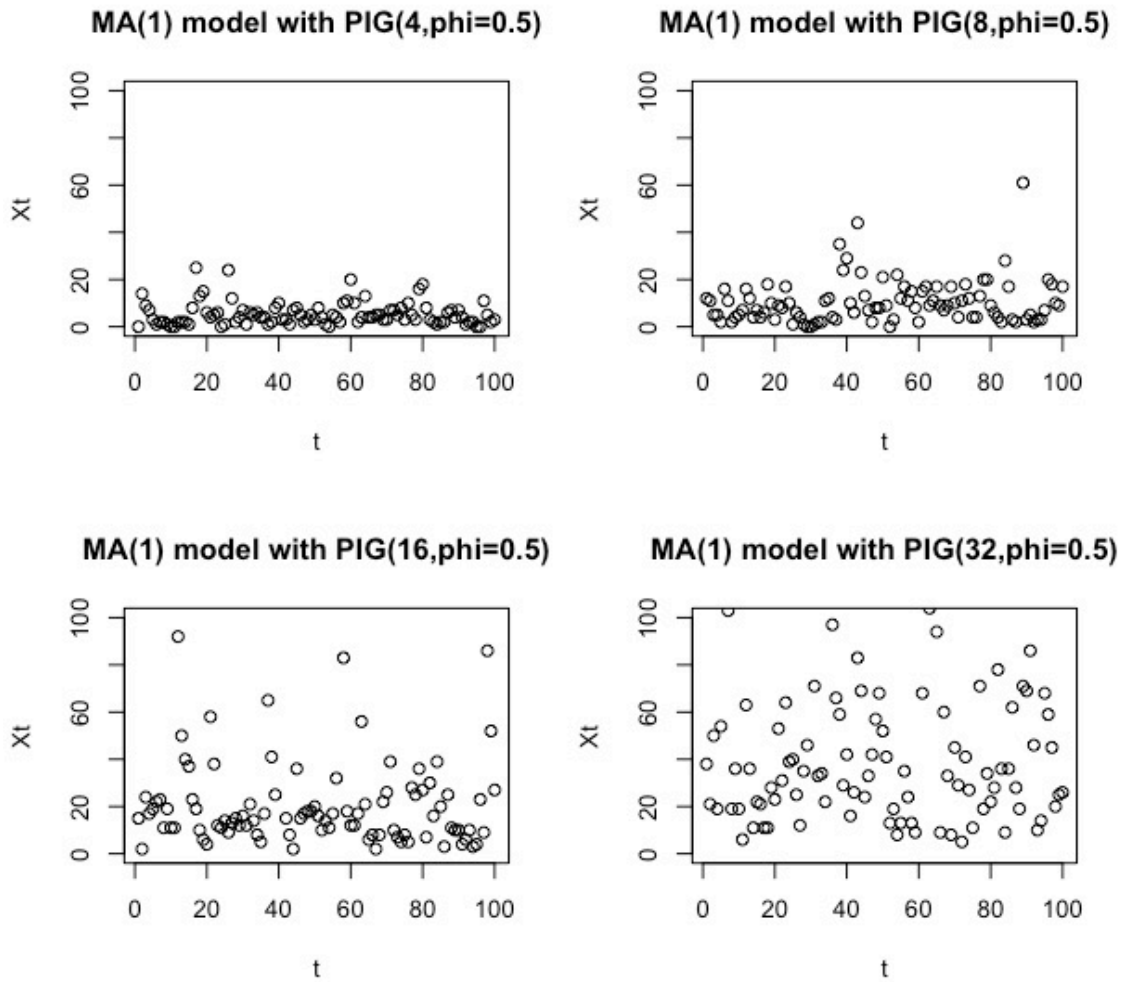 MA(1) model with PIG(4,phi=0.5)
100
60
20
0
Xt
0 20 40 60 80 100
t
MA(1) model with PIG(8,phi=0.5)
100
60
20
0
Xt
0 20 40 60 80 100
t
MA(1) model with PIG(16,phi=0.5)
100
60
20
0
Xt
0 20 40 60 80 100
t
MA(1) model with PIG(32,phi=0.5)
100
60
20
0
Xt
0 20 40 60 80 100
t